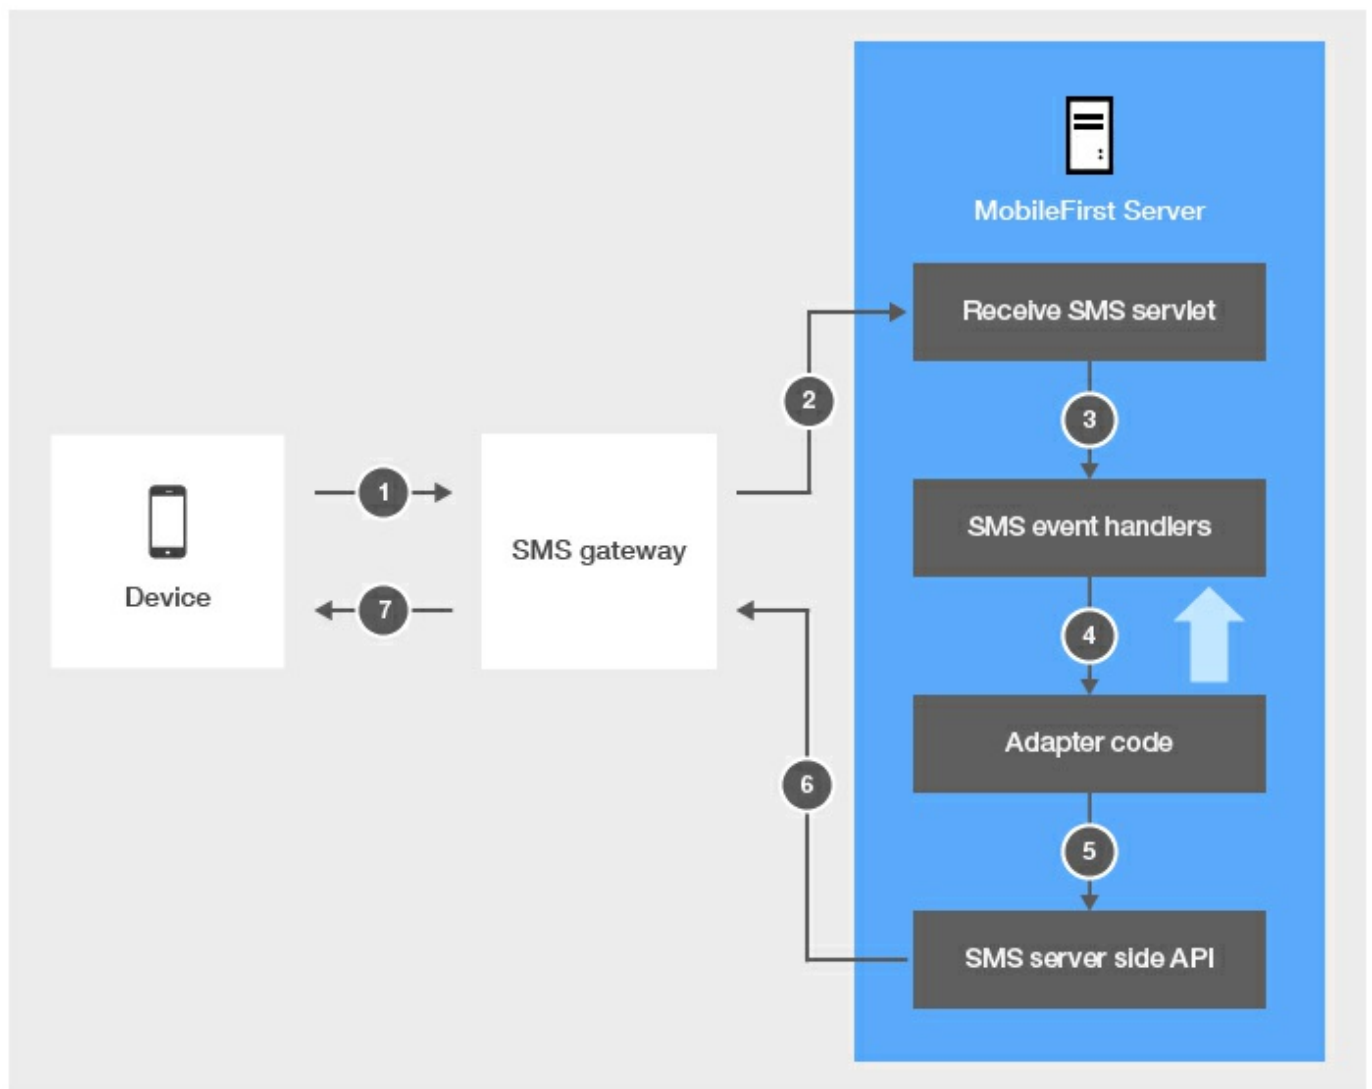 MobileFirst Server
Receive SMS servlet
2
3
1
SMS event handlers
SMS gateway
Device
7
4
Adapter code
6
5
SMS server side API